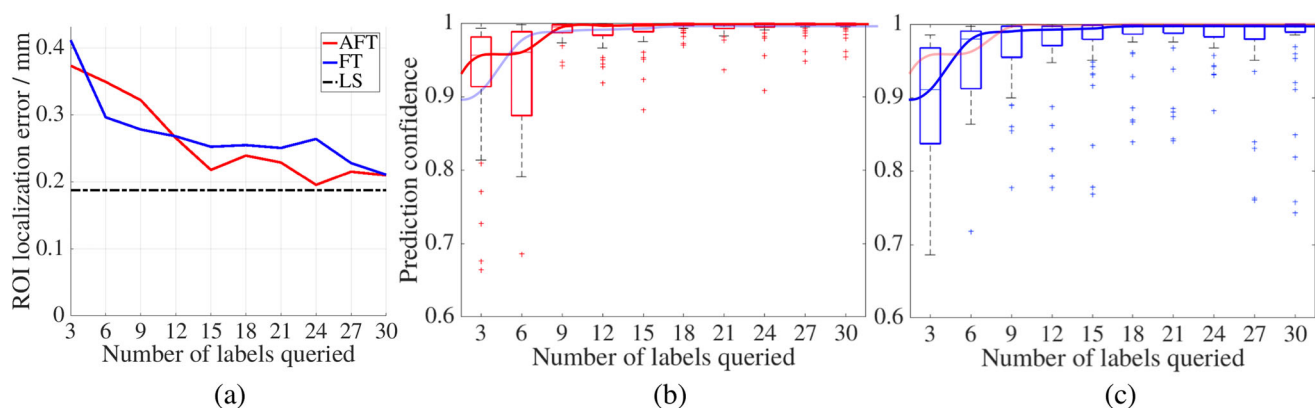 ROI localization error / mm
0.4
0.3
0.2
0.1
0
AFT
FT
LS
3 6 9 12 15 18 21 24 27 30
Number of labels queried
(a)
Prediction confidence
1
0.9
0.8
0.7
0.6
3 6 9 12 15 18 21 24 27 30
Number of labels queried
(b)
1
0.9
0.8
0.7
0.6
3 6 9 12 15 18 21 24 27 30
Number of labels queried
(c)